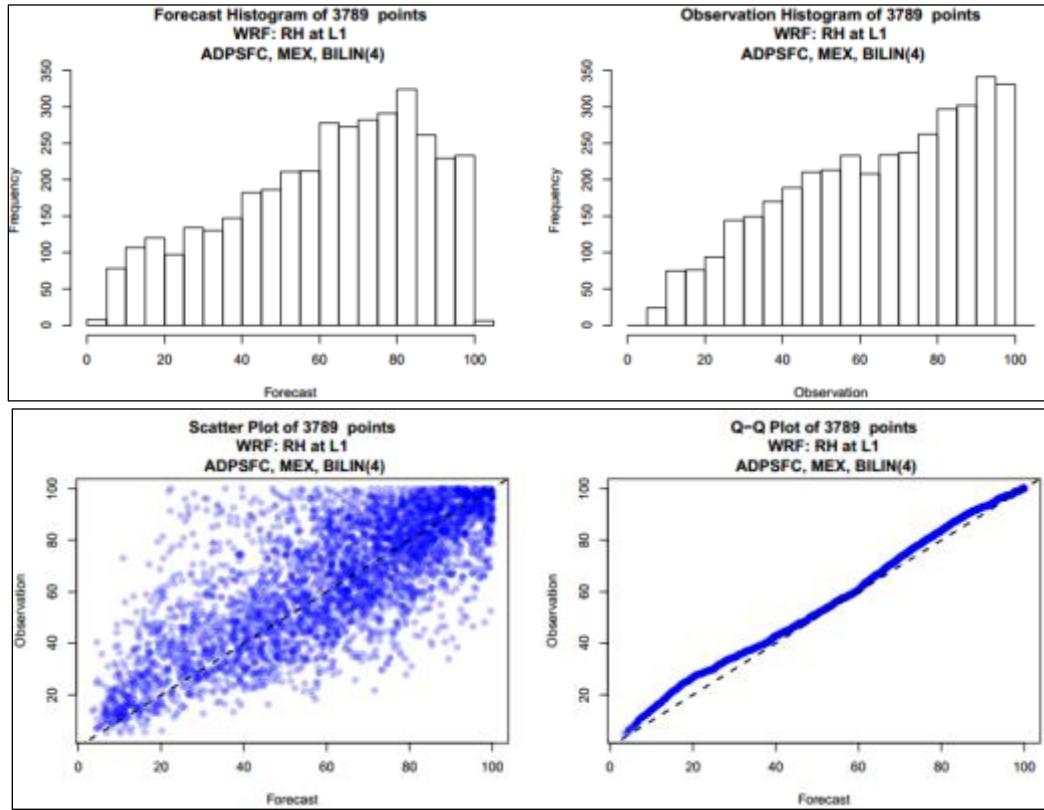 Forecast Histogram of 3789 points
WRF: RH at L1
ADPSFC, MEX, BILIN(4)
Frequency
350
300
250
200
150
100
50
0
0 20 40 60 80 100
Forecast
Observation Histogram of 3789 points
WRF: RH at L1
ADPSFC, MEX, BILIN(4)
Frequency
350
300
250
200
150
100
50
0
0 20 40 60 80 100
Observation
Scatter Plot of 3789 points
WRF: RH at L1
ADPSFC, MEX, BILIN(4)
Observation
100
80
60
40
20
0 20 40 60 80 100
Forecast
Q-Q Plot of 3789 points
WRF: RH at L1
ADPSFC, MEX, BILIN(4)
Observation
100
80
60
40
20
0 20 40 60 80 100
Forecast